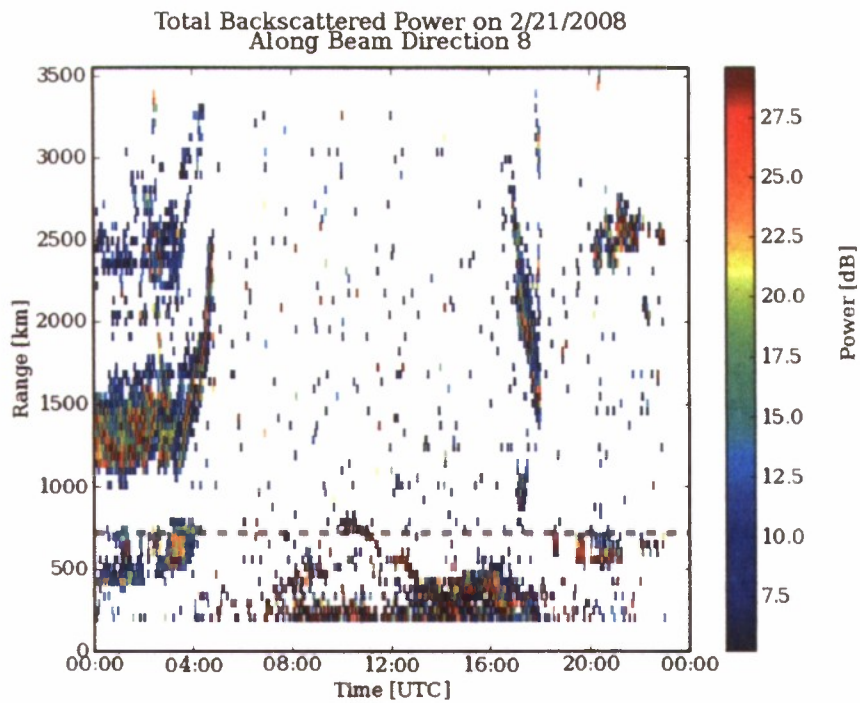 Total Backscattered Power on 2/21/2008
Along Beam Direction 8
3500
3000
2500
2000
1500
1000
500
0
Range [km]
00:00 04:00 08:00 12:00 16:00 20:00 00:00
Time [UTC]
27.5
25.0
22.5
20.0
17.5
15.0
12.5
10.0
7.5
Power [dB]